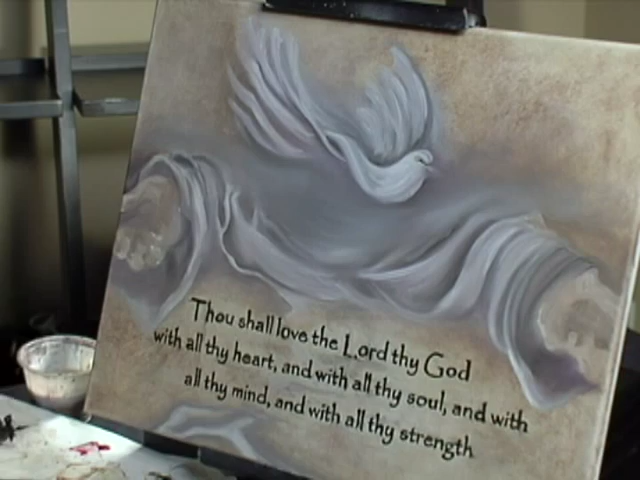 Thou shall love the Lord thy God
with all thy heart, and with all thy soul, and with
all thy mind, and with all thy strength